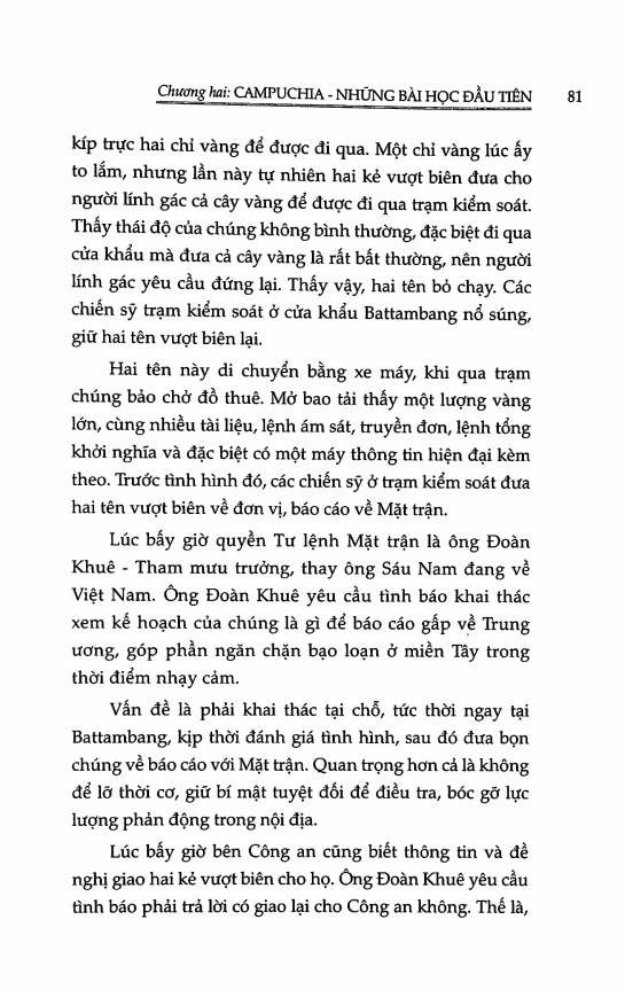 Chương hai: CAMPUCHIA - NHỮNG BÀI HỌC ĐẦU TIÊN 81
kíp trực hai chỉ vàng để được đi qua. Một chỉ vàng lúc ấy
to lắm, nhưng lần này tự nhiên hai kẻ vượt biên đưa cho
người lính gác cả cây vàng để được đi qua trạm kiểm soát.
Thấy thái độ của chúng không bình thường, đặc biệt đi qua
cửa khẩu mà đưa cả cây vàng là rất bất thường, nên người
lính gác yêu cầu đứng lại. Thấy vậy, hai tên bỏ chạy. Các
chiến sỹ trạm kiểm soát ở cửa khẩu Battambang nổ súng,
giữ hai tên vượt biên lại.
Hai tên này di chuyển bằng xe máy, khi qua trạm
chúng bảo chở đồ thuê. Mở bao tải thấy một lượng vàng
lớn, cùng nhiều tài liệu, lệnh ám sát, truyền đơn, lệnh tổng
khởi nghĩa và đặc biệt có một máy thông tin hiện đại kèm
theo. Trước tình hình đó, các chiến sỹ ở trạm kiểm soát đưa
hai tên vượt biên về đơn vị, báo cáo về Mặt trận.
Lúc bấy giờ quyền Tư lệnh Mặt trận là ông Đoàn
Khuê - Tham mưu trưởng, thay ông Sáu Nam đang về
Việt Nam. Ông Đoàn Khuê yêu cầu tình báo khai thác
xem kế hoạch của chúng là gì để báo cáo gấp về Trung
ương, góp phần ngăn chặn bạo loạn ở miền Tây trong
thời điểm nhạy cảm.
Vấn đề là phải khai thác tại chỗ, tức thời ngay tại
Battambang, kịp thời đánh giá tình hình, sau đó đưa bọn
chúng về báo cáo với Mặt trận. Quan trọng hơn cả là không
để lỡ thời cơ, giữ bí mật tuyệt đối để điều tra, bóc gỡ lực
lượng phản động trong nội địa.
Lúc bấy giờ bên Công an cũng biết thông tin và đề
nghị giao hai kẻ vượt biên cho họ. Ông Đoàn Khuê yêu cầu
tình báo phải trả lời có giao lại cho Công an không. Thế là,